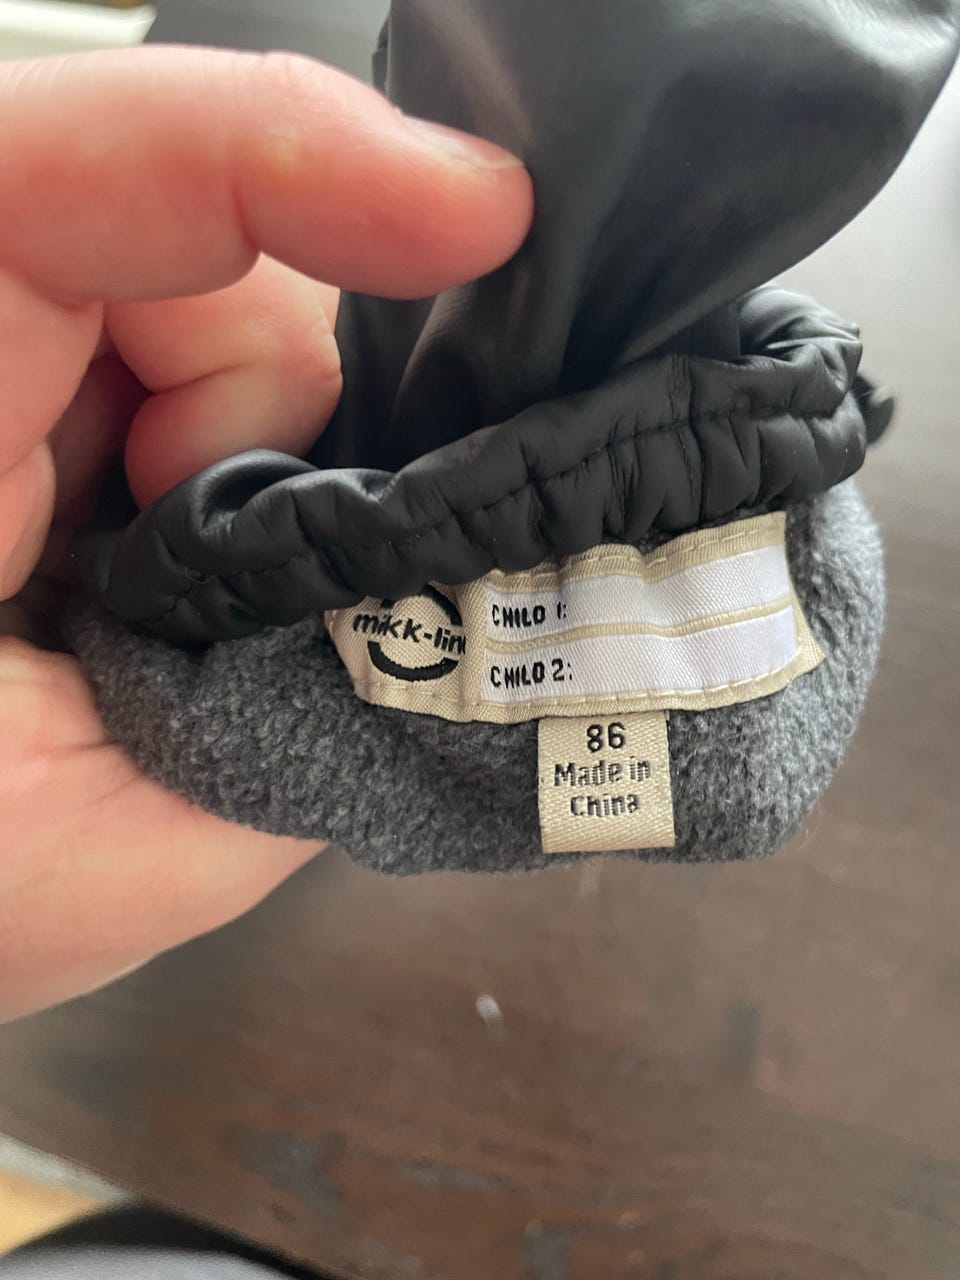 mikk-lin
CHILD 1:
CHILD 2:
86
Made in
China